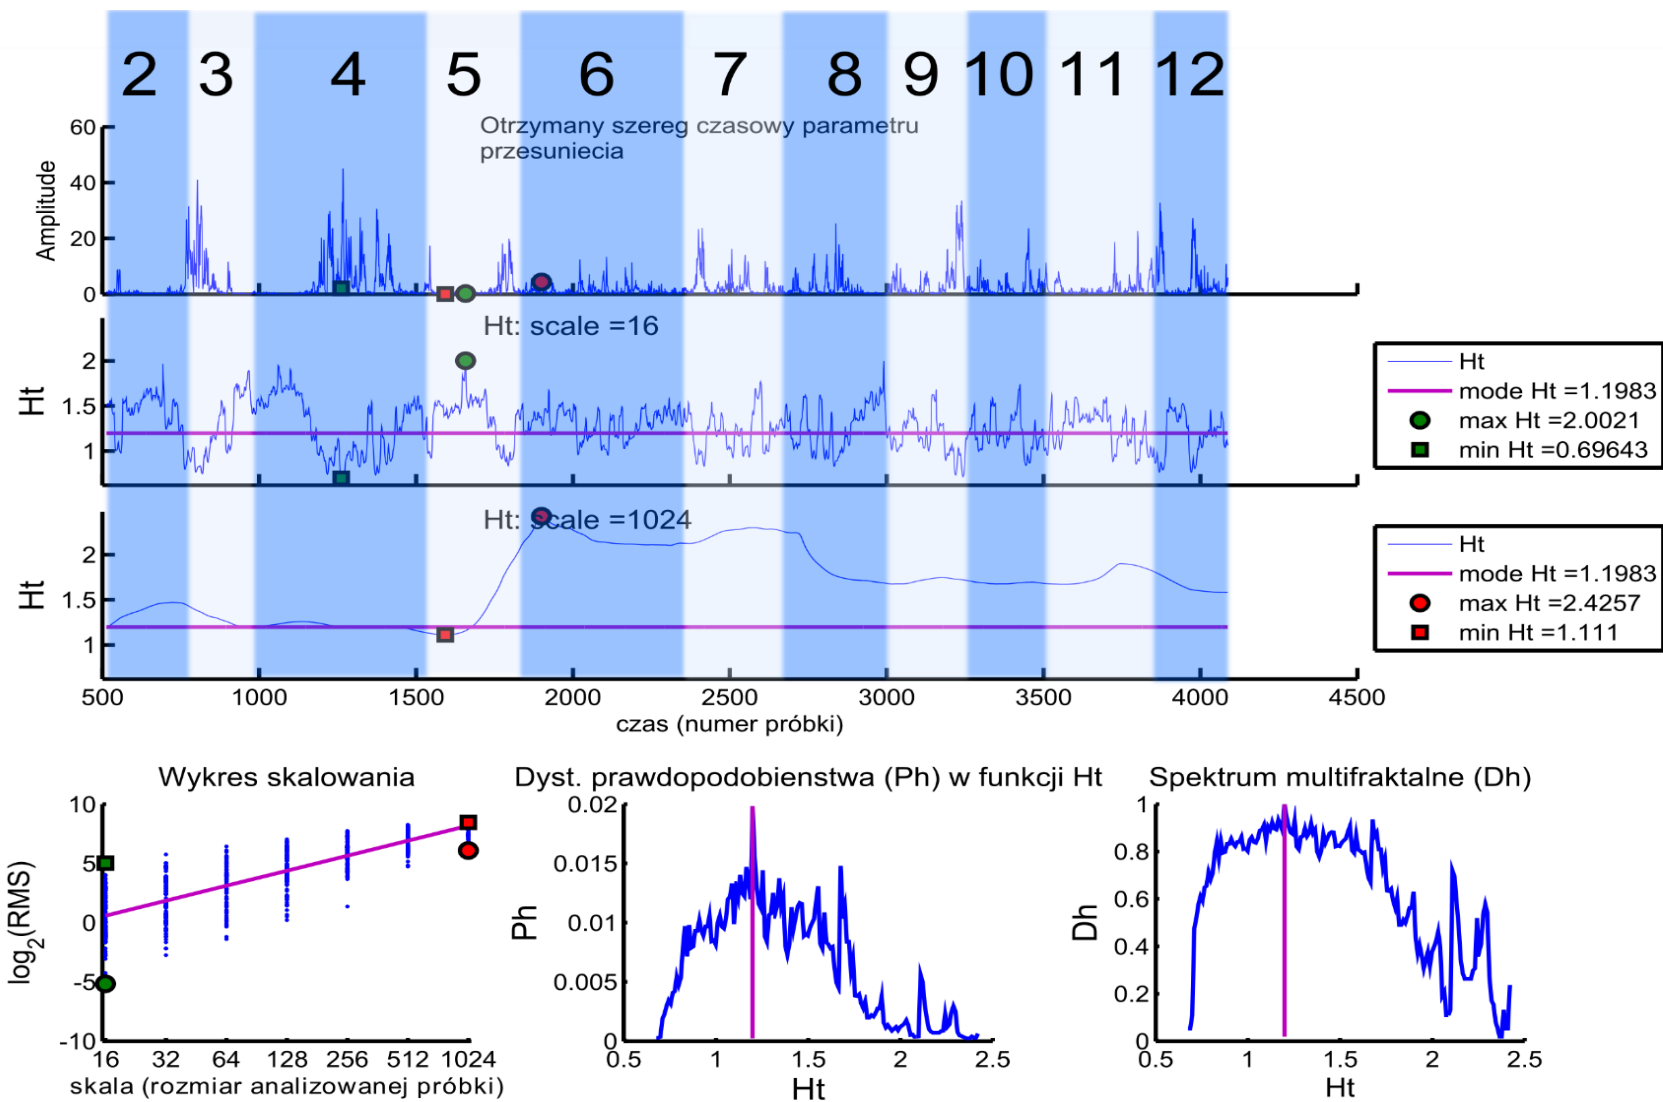 2 3 4 5 6 7 8 9 10 11 12
Otrzymany szereg czasowy parametru
przesuniecia
Amplitude
60
40
20
0
Ht: scale =16
Ht
2
1.5
1
Ht
mode Ht =1.1983
max Ht =2.0021
min Ht =0.69643
Ht: scale =1024
Ht
2
1.5
1
Ht
mode Ht =1.1983
max Ht =2.4257
min Ht =1.111
500 1000 1500 2000 2500 3000 3500 4000 4500
czas (numer próbki)
Wykres skalowania
log2(RMS)
10
5
0
-5
-10
16 32 64 128 256 512 1024
skala (rozmiar analizowanej próbki)
Dyst. prawdopodobienstwa (Ph) w funkcji Ht
Ph
0.02
0.015
0.01
0.005
0
0.5 1 1.5 2 2.5
Ht
Spektrum multifraktalne (Dh)
Dh
1
0.8
0.6
0.4
0.2
0
0.5 1 1.5 2 2.5
Ht